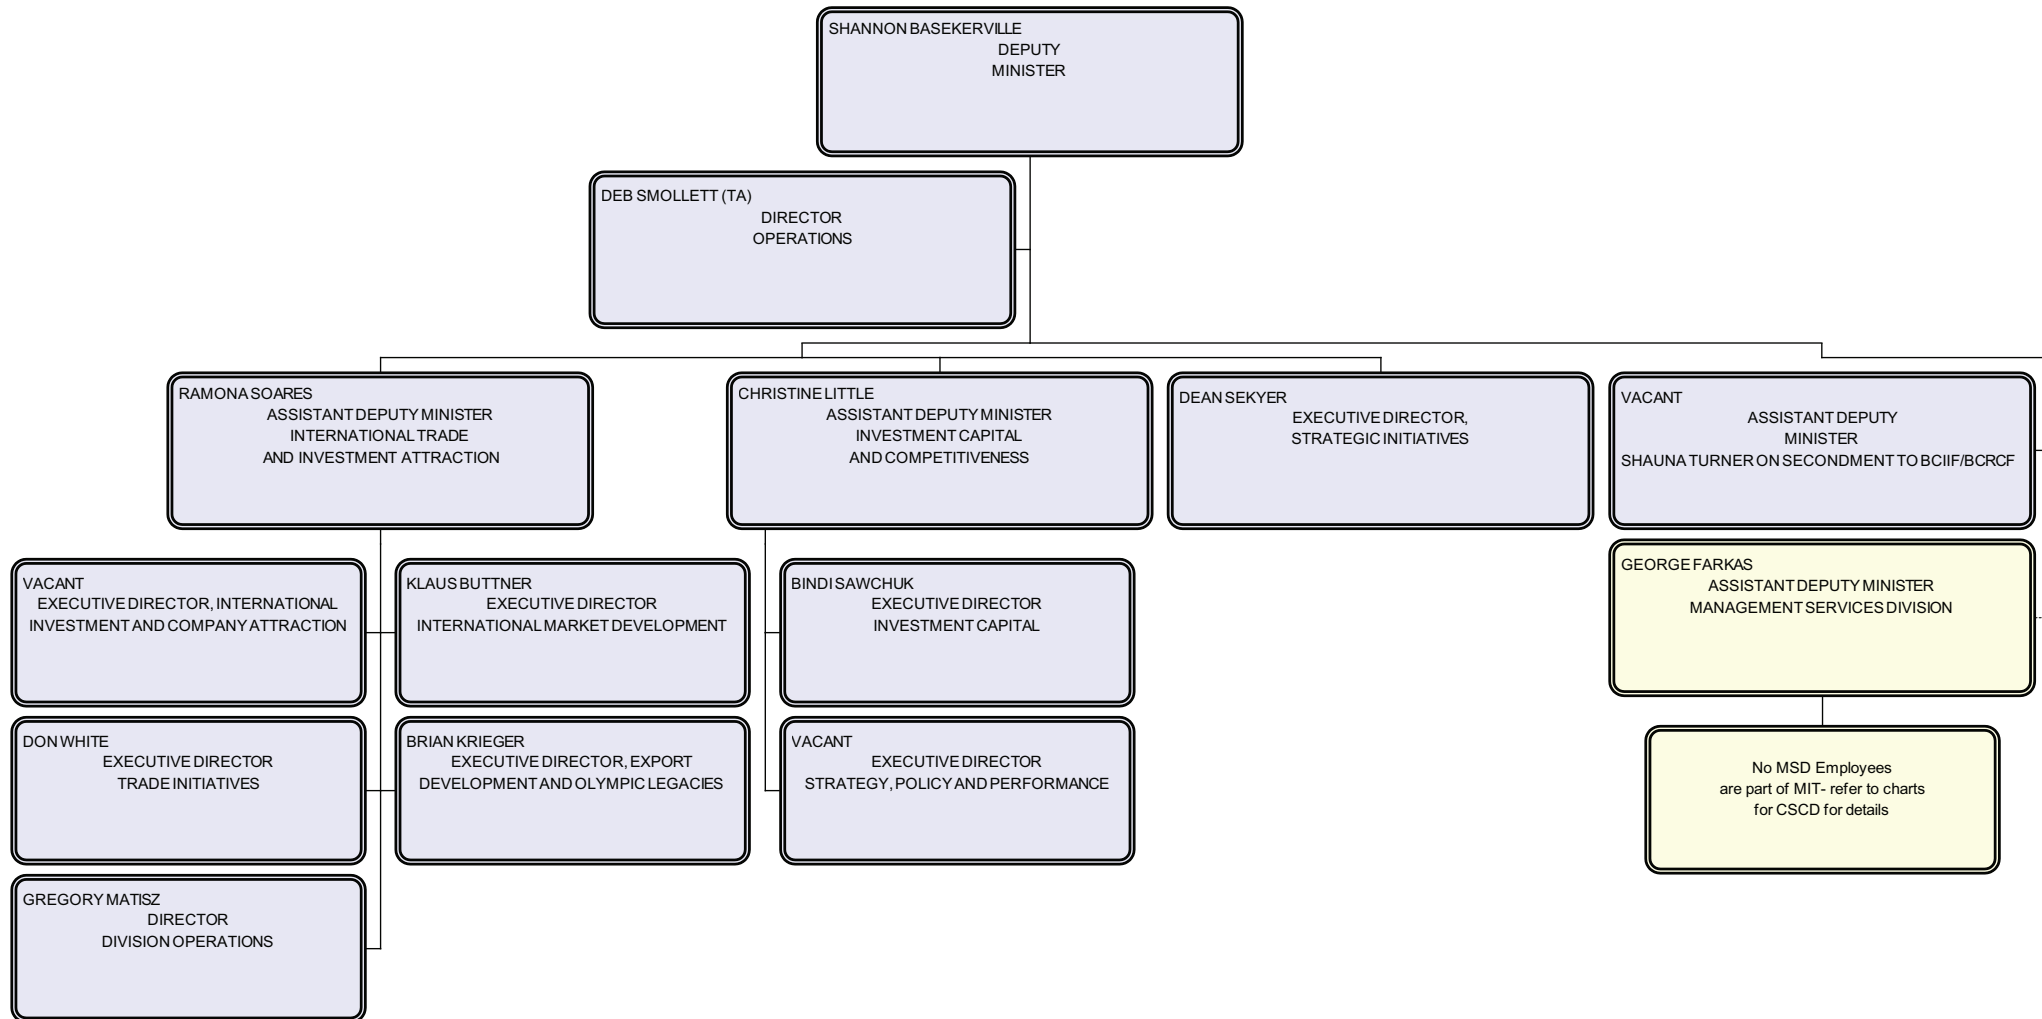 SHANNON BASEKERVILLE
DEPUTY
MINISTER
DEB SMOLLETT (TA)
DIRECTOR
OPERATIONS
RAMONA SOARES
ASSISTANT DEPUTY MINISTER
INTERNATIONAL TRADE
AND INVESTMENT ATTRACTION
CHRISTINE LITTLE
ASSISTANT DEPUTY MINISTER
INVESTMENT CAPITAL
AND COMPETITIVENESS
DEAN SEKYER
EXECUTIVE DIRECTOR,
STRATEGIC INITIATIVES
VACANT
ASSISTANT DEPUTY
MINISTER
SHAUNA TURNER ON SECONDMENT TO BCIIF/BCRCF
VACANT
EXECUTIVE DIRECTOR, INTERNATIONAL
INVESTMENT AND COMPANY ATTRACTION
KLAUS BUTTNER
EXECUTIVE DIRECTOR
INTERNATIONAL MARKET DEVELOPMENT
BINDI SAWCHUK
EXECUTIVE DIRECTOR
INVESTMENT CAPITAL
GEORGE FARKAS
ASSISTANT DEPUTY MINISTER
MANAGEMENT SERVICES DIVISION
DON WHITE
EXECUTIVE DIRECTOR
TRADE INITIATIVES
BRIAN KRIEGER
EXECUTIVE DIRECTOR, EXPORT
DEVELOPMENT AND OLYMPIC LEGACIES
VACANT
EXECUTIVE DIRECTOR
STRATEGY, POLICY AND PERFORMANCE
No MSD Employees
are part of MIT- refer to charts
for CSCD for details
GREGORY MATISZ
DIRECTOR
DIVISION OPERATIONS